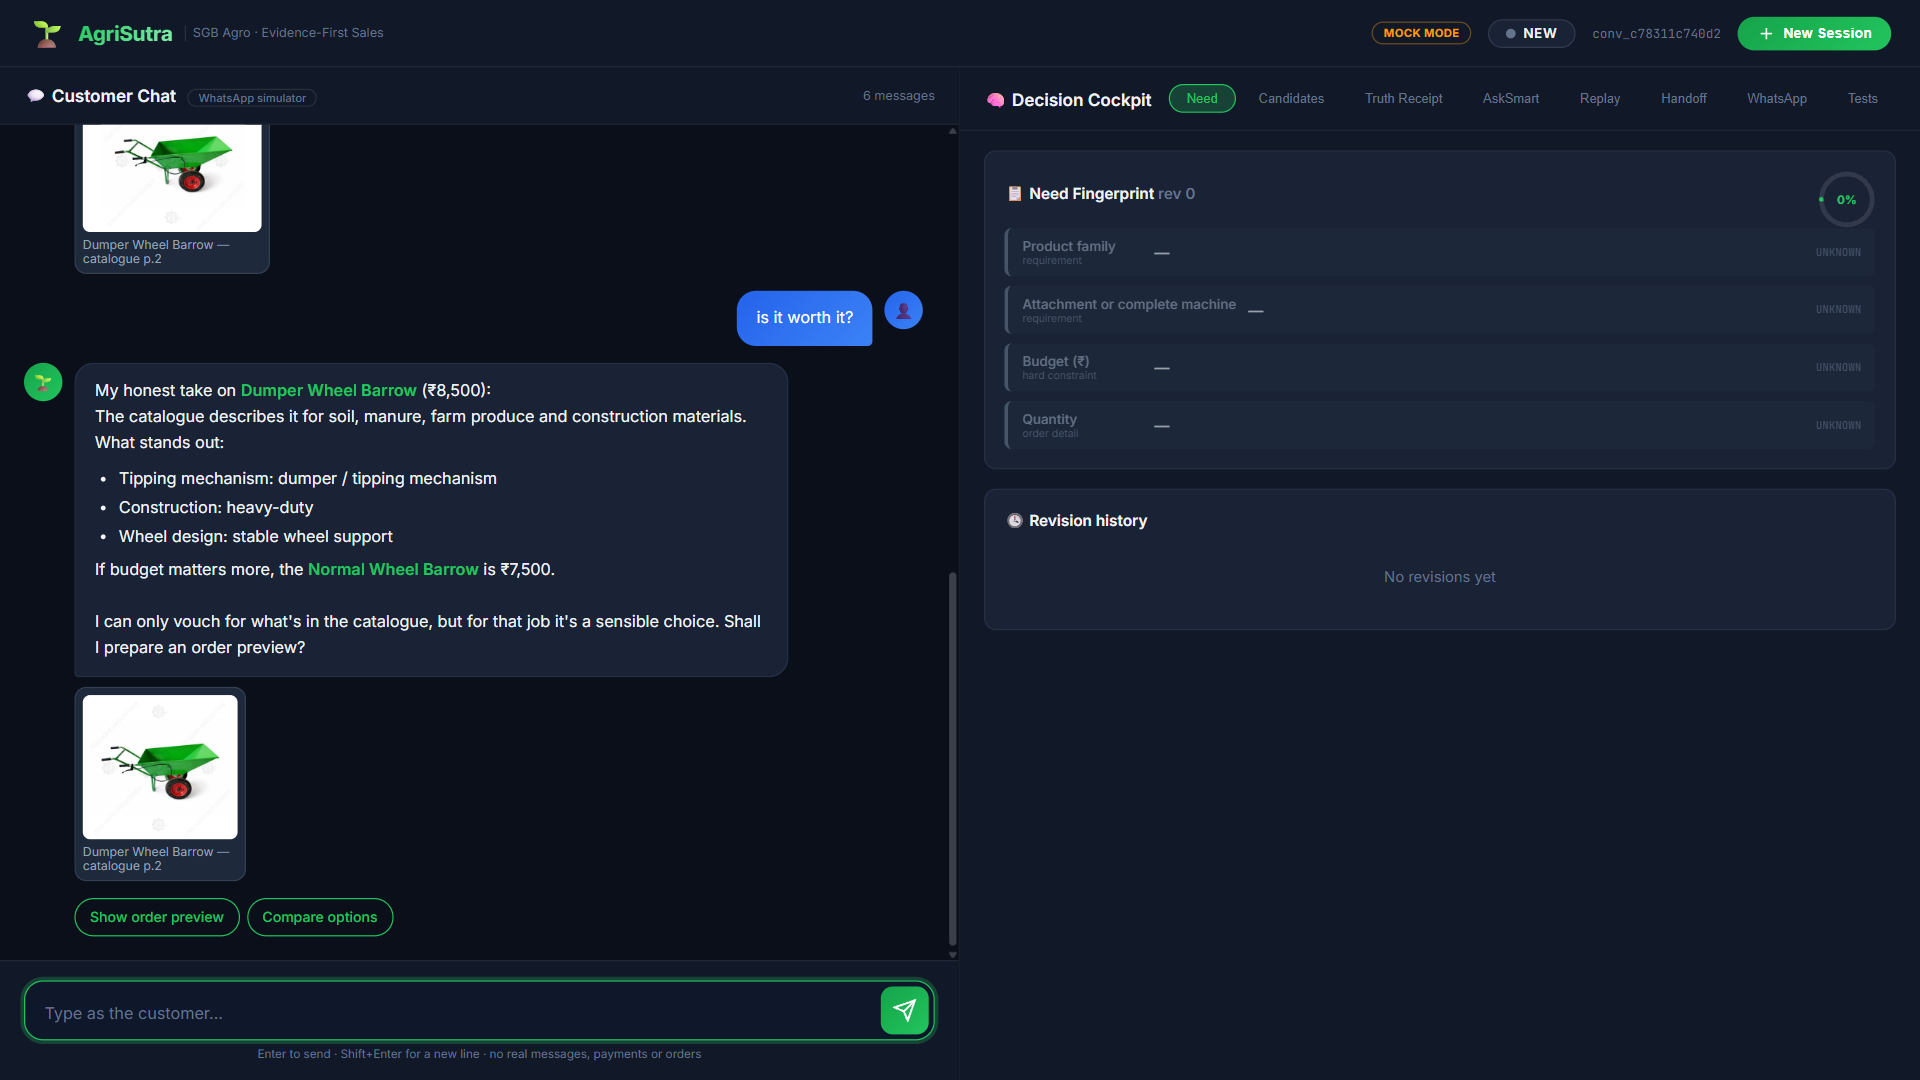 AgriSutra
SGB Agro · Evidence-First Sales
MOCK MODE
NEW
conv_c78311c740d2
+ New Session
Customer Chat
WhatsApp simulator
6 messages
Dumper Wheel Barrow —
catalogue p.2
is it worth it?
My honest take on Dumper Wheel Barrow (₹8,500):
The catalogue describes it for soil, manure, farm produce and construction materials.
What stands out:
• Tipping mechanism: dumper / tipping mechanism
• Construction: heavy-duty
• Wheel design: stable wheel support
If budget matters more, the Normal Wheel Barrow is ₹7,500.
I can only vouch for what's in the catalogue, but for that job it's a sensible choice. Shall
I prepare an order preview?
Dumper Wheel Barrow —
catalogue p.2
Show order preview
Compare options
Type as the customer...
Enter to send · Shift+Enter for a new line · no real messages, payments or orders
Decision Cockpit
Need
Candidates
Truth Receipt
AskSmart
Replay
Handoff
WhatsApp
Tests
Need Fingerprint rev 0
0%
Product family
requirement
—
UNKNOWN
Attachment or complete machine
requirement
—
UNKNOWN
Budget (₹)
hard constraint
—
UNKNOWN
Quantity
order detail
—
UNKNOWN
Revision history
No revisions yet